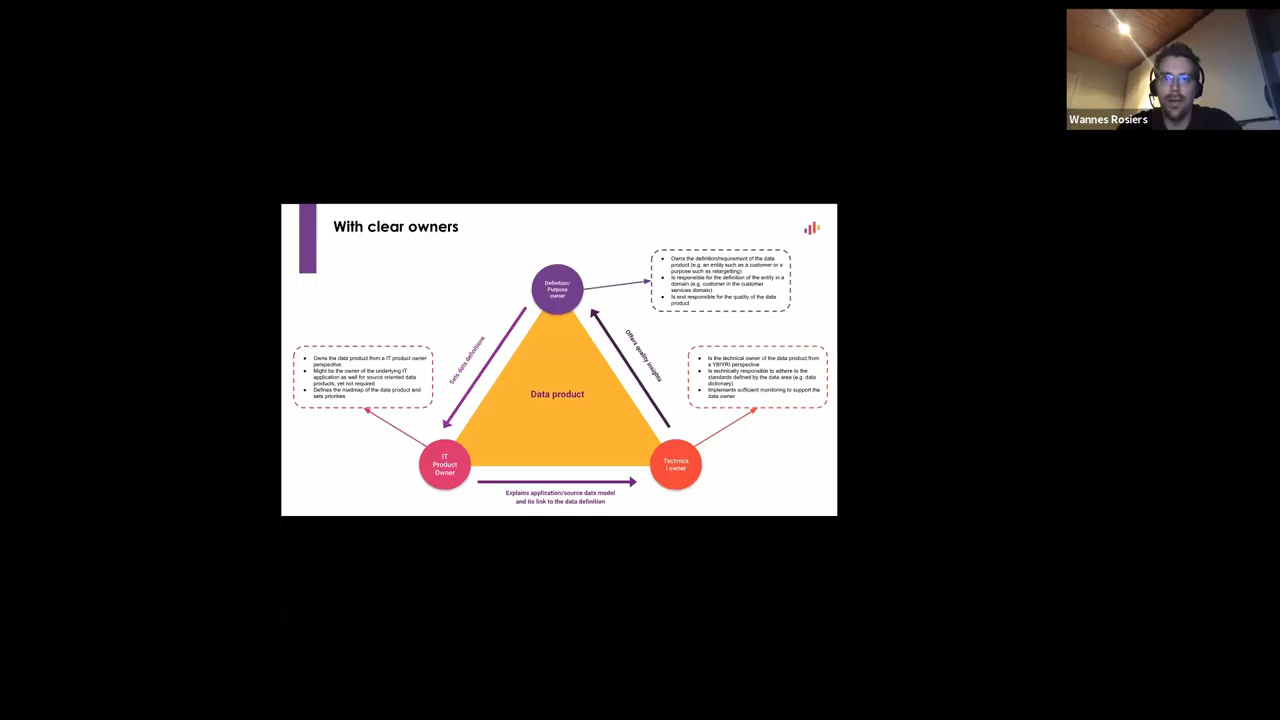 Wannes Rosiers
With clear owners
Definition/
Purpose
owner
● Owns the definition/requirement of the data
product (e.g. an entity such as a customer or a
purpose such as retargetting)
● Is responsible for the definition of the entity in a
domain (e.g. customer in the customer
services domain)
● Is end responsible for the quality of the data
product
Sets data definitions
Offers quality insights
● Owns the data product from a IT product owner
perspective.
● Might be the owner of the underlying IT
application as well for source oriented data
products, yet not required
● Defines the roadmap of the product and
sets priorities
● Is the technical owner of the data product from
a YBIYRI perspective
● Is technically responsible to adhere to the
standards defined by the data area (e.g. data
dictionary)
● Implements sufficient monitoring to support the
data owner
Data product
IT
Product
Owner
Technica
l owner
Explains application/source data model
and its link to the data definition